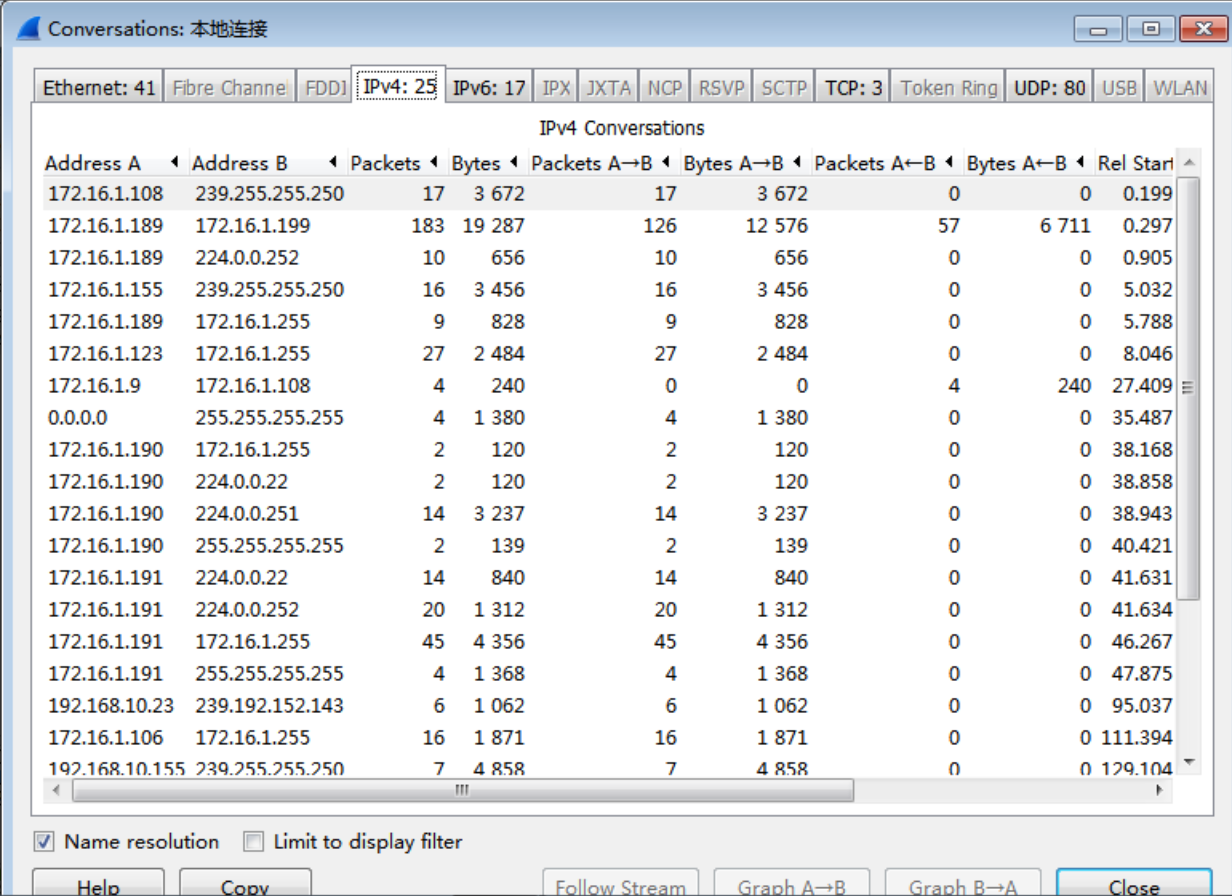 Conversations: 本地连接
Ethernet: 41 Fibre Channel FDDI IPv4: 25 IPv6: 17 IPX JXTA NCP RSVP SCTP TCP: 3 Token Ring UDP: 80 USB WLAN
IPv4 Conversations
Address A Address B Packets Bytes Packets A→B Bytes A→B Packets A←B Bytes A←B Rel Start
172.16.1.108 239.255.255.250 17 3 672 17 3 672 0 0 0.199
172.16.1.189 172.16.1.199 183 19 287 126 12 576 57 6 711 0.297
172.16.1.189 224.0.0.252 10 656 10 656 0 0 0.905
172.16.1.155 239.255.255.250 16 3 456 16 3 456 0 0 5.032
172.16.1.189 172.16.1.255 9 828 9 828 0 0 5.788
172.16.1.123 172.16.1.255 27 2 484 27 2 484 0 0 8.046
172.16.1.9 172.16.1.108 4 240 0 0 4 240 27.409
0.0.0.0 255.255.255.255 4 1 380 4 1 380 0 0 35.487
172.16.1.190 172.16.1.255 2 120 2 120 0 0 38.168
172.16.1.190 224.0.0.22 2 120 2 120 0 0 38.858
172.16.1.190 224.0.0.251 14 3 237 14 3 237 0 0 38.943
172.16.1.190 255.255.255.255 2 139 2 139 0 0 40.421
172.16.1.191 224.0.0.22 14 840 14 840 0 0 41.631
172.16.1.191 224.0.0.252 20 1 312 20 1 312 0 0 41.634
172.16.1.191 172.16.1.255 45 4 356 45 4 356 0 0 46.267
172.16.1.191 255.255.255.255 4 1 368 4 1 368 0 0 47.875
192.168.10.23 239.192.152.143 6 1 062 6 1 062 0 0 95.037
172.16.1.106 172.16.1.255 16 1 871 16 1 871 0 0 111.394
192.168.10.155 239.255.255.250 7 4 858 7 4 858 0 0 129.104
Name resolution Limit to display filter
Help Copy Follow Stream Graph A→B Graph B→A Close